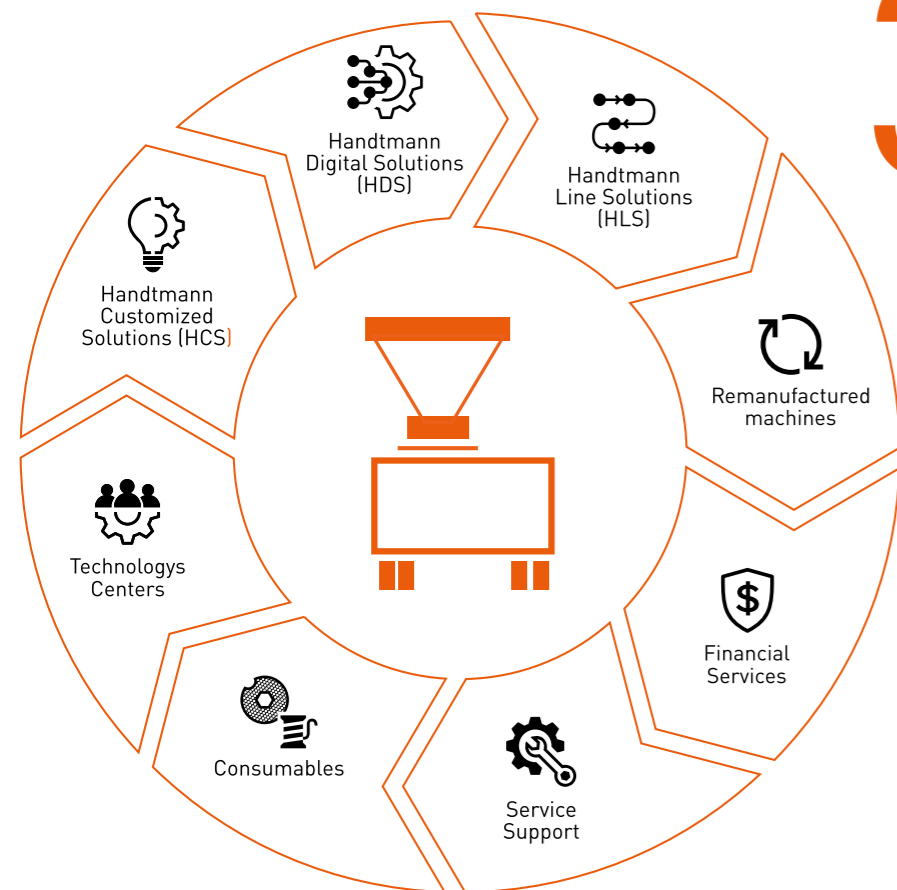 Handtmann
Digital Solutions
(HDS)
Handtmann
Line Solutions
(HLS)
Remanufactured
machines
Financial
Services
Service
Support
Consumables
Technologys
Centers
Handtmann
Customized
Solutions (HCS)